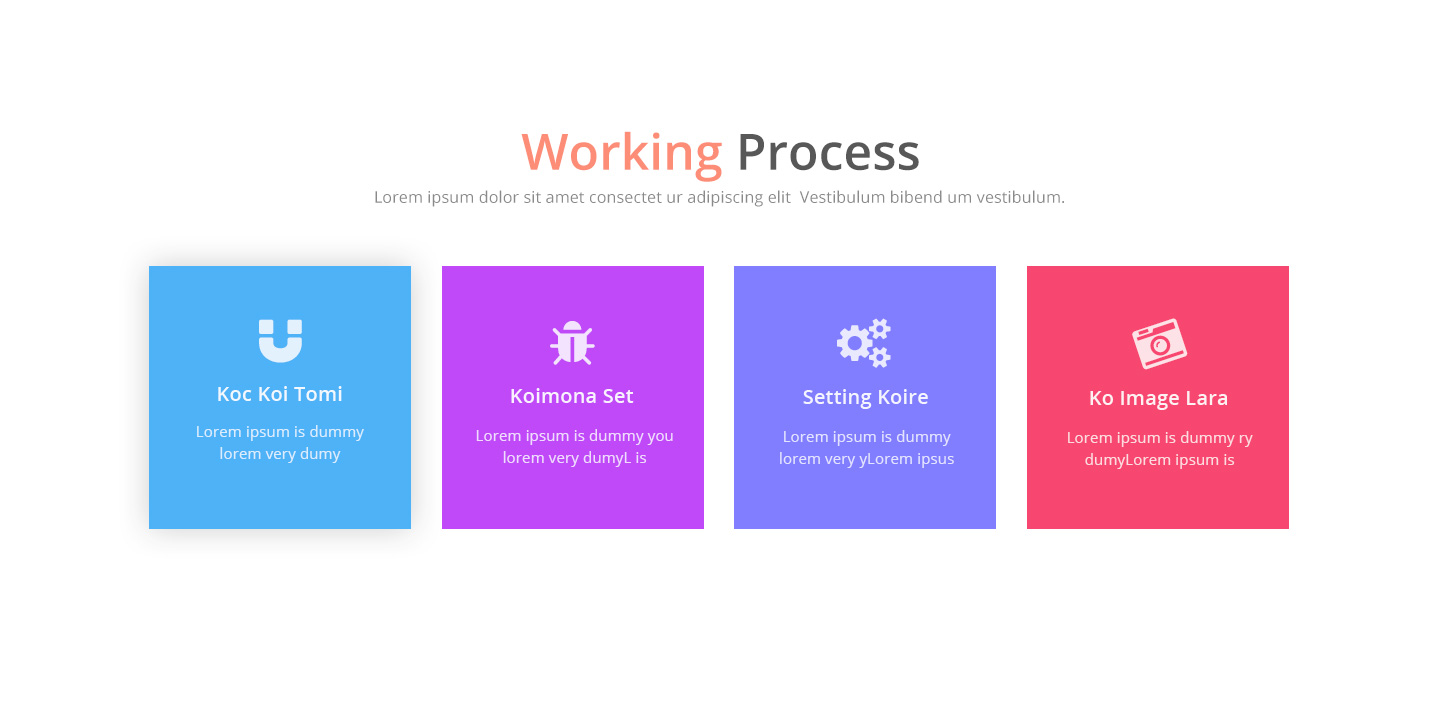 Working Process
Lorem ipsum dolor sit amet consectet ur adipiscing elit  Vestibulum bibend um vestibulum.
Koc Koi Tomi
Lorem ipsum is dummy
lorem very dumy
Koimona Set
Lorem ipsum is dummy you
lorem very dumyL is
Setting Koire
Lorem ipsum is dummy
lorem very yLorem ipsus
Ko Image Lara
Lorem ipsum is dummy ry
dumyLorem ipsum is